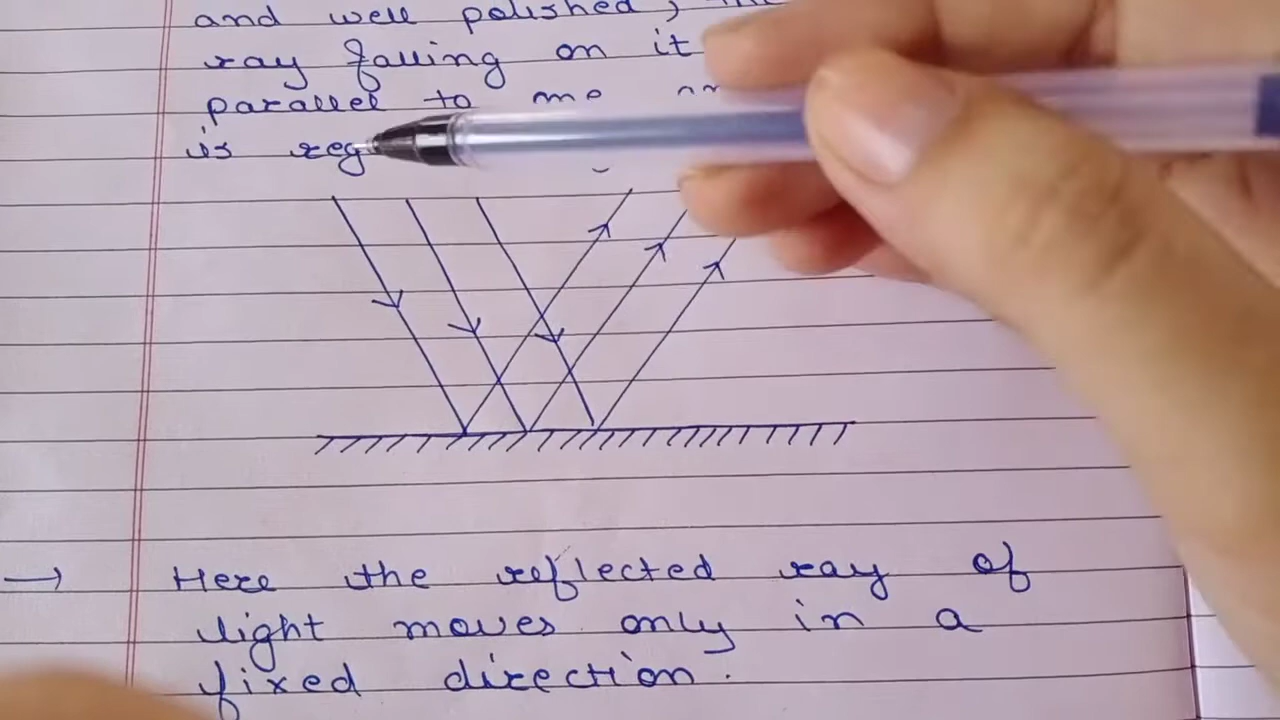 and well polished,
ray falling on it
parallel to
is reg
→ Here the reflected ray of
light moves only in a
fixed direction.